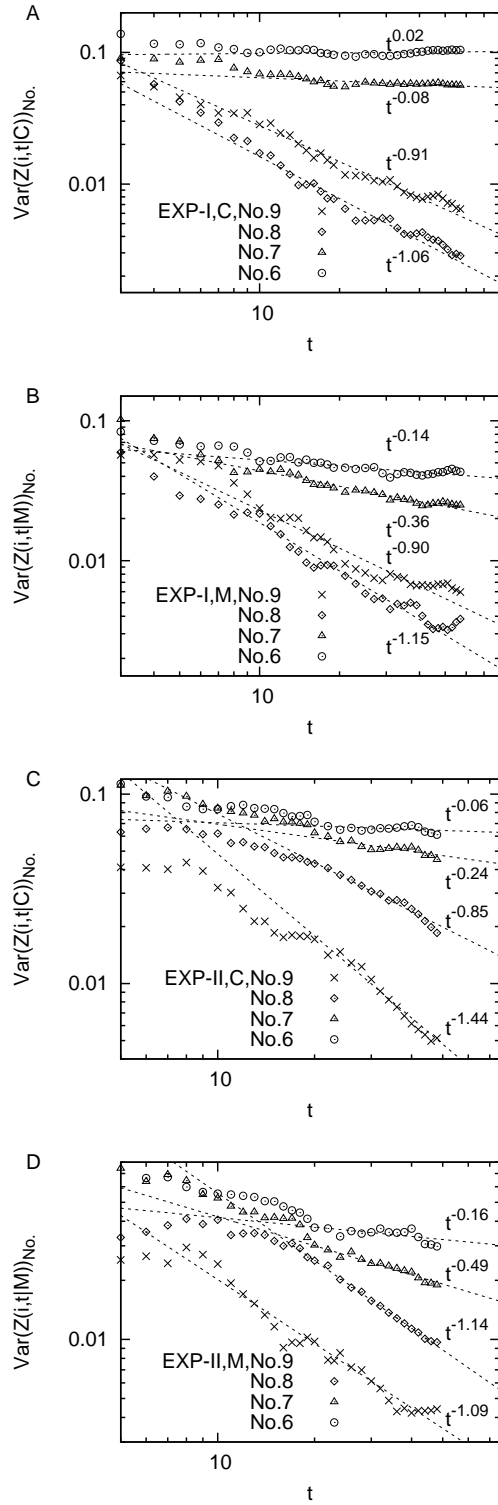 A
Var(Z(i,t|C))No.
0.1
0.01
t^0.02
t^-0.08
t^-0.91
t^-1.06
EXP-I,C,No.9
No.8
No.7
No.6
10
t
B
Var(Z(i,t|M))No.
0.1
0.01
t^-0.14
t^-0.36
t^-0.90
t^-1.15
EXP-I,M,No.9
No.8
No.7
No.6
10
t
C
Var(Z(i,t|C))No.
0.1
0.01
t^-0.06
t^-0.24
t^-0.85
t^-1.44
EXP-II,C,No.9
No.8
No.7
No.6
10
t
D
Var(Z(i,t|M))No.
0.01
t^-0.16
t^-0.49
t^-1.14
t^-1.09
EXP-II,M,No.9
No.8
No.7
No.6
10
t